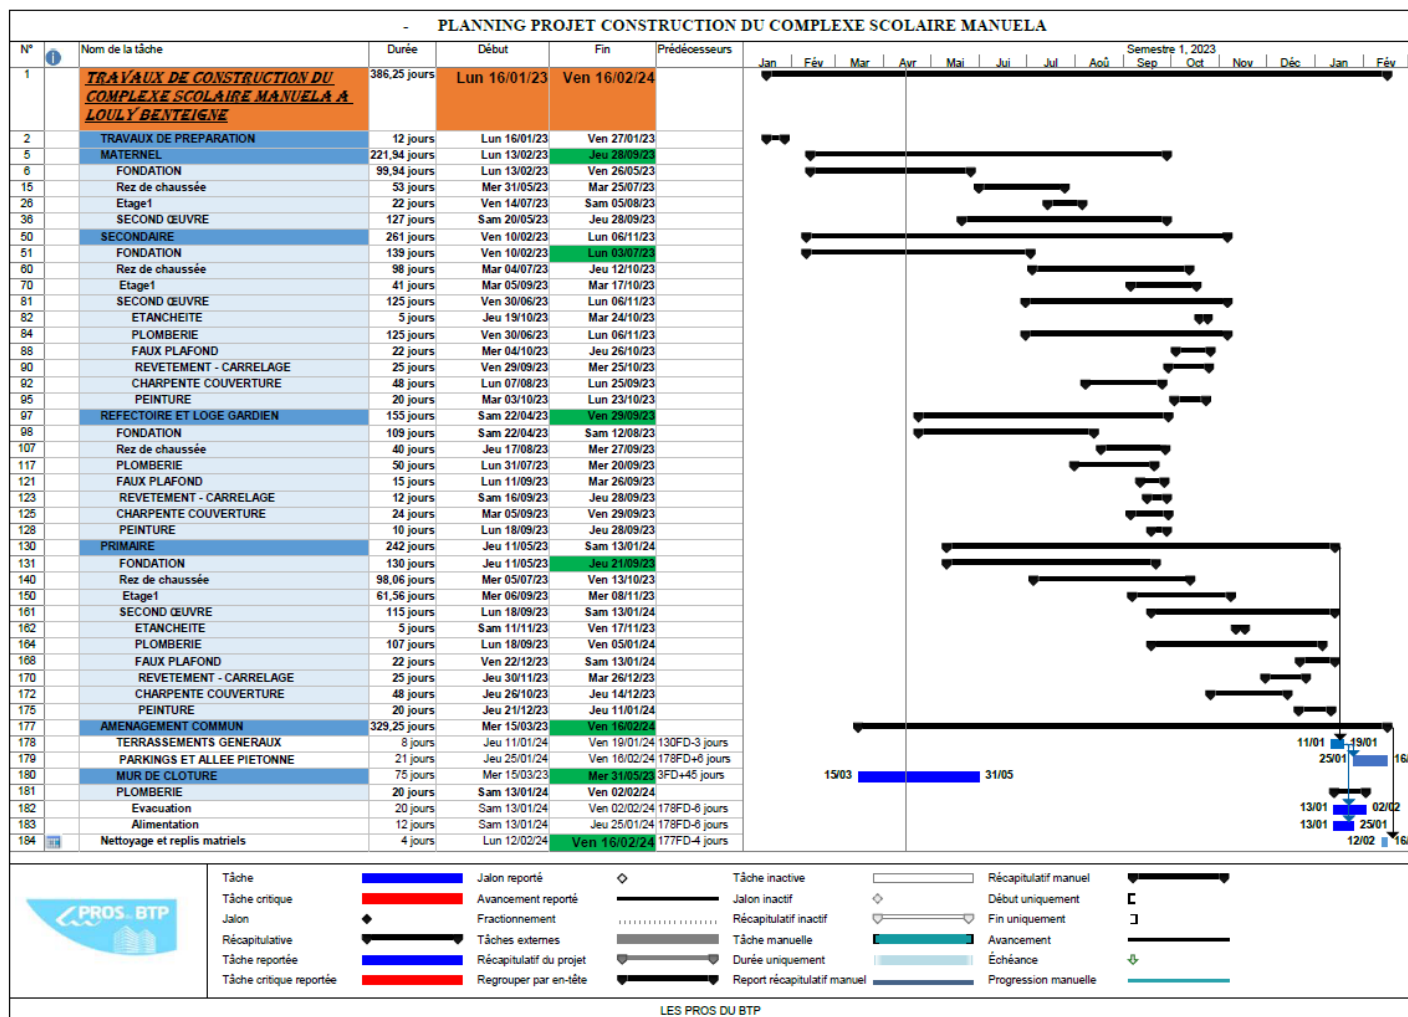 - PLANNING PROJET CONSTRUCTION DU COMPLEXE SCOLAIRE MANUELA
N° Nom de la tâche Durée Début Fin Prédécesseurs
Semestre 1, 2023
Jan Fév Mar Avr Mai Jui Jul Aoû Sep Oct Nov Déc Jan Fév
1 TRAVAUX DE CONSTRUCTION DU 386,25 jours Lun 16/01/23 Ven 16/02/24
COMPLEXE SCOLAIRE MANUELA A
LOULY BENTEIGNE
2 TRAVAUX DE PREPARATION 12 jours Lun 16/01/23 Ven 27/01/23
5 MATERNEL 221,94 jours Lun 13/02/23 Jeu 28/09/23
6 FONDATION 99,94 jours Lun 13/02/23 Ven 26/05/23
15 Rez de chaussée 53 jours Mer 31/05/23 Mar 25/07/23
26 Etage1 22 jours Ven 14/07/23 Sam 05/08/23
36 SECOND ŒUVRE 127 jours Sam 20/05/23 Jeu 28/09/23
50 SECONDAIRE 261 jours Ven 10/02/23 Lun 06/11/23
51 FONDATION 139 jours Ven 10/02/23 Lun 03/07/23
60 Rez de chaussée 98 jours Mar 04/07/23 Jeu 12/10/23
70 Etage1 41 jours Mar 05/09/23 Mar 17/10/23
81 SECOND ŒUVRE 125 jours Ven 30/06/23 Lun 06/11/23
82 ETANCHEITE 5 jours Jeu 19/10/23 Mar 24/10/23
84 PLOMBERIE 125 jours Ven 30/06/23 Lun 06/11/23
88 FAUX PLAFOND 22 jours Mer 04/10/23 Jeu 26/10/23
90 REVETEMENT - CARRELAGE 25 jours Ven 29/09/23 Mer 25/10/23
92 CHARPENTE COUVERTURE 48 jours Lun 07/08/23 Lun 25/09/23
95 PEINTURE 20 jours Mar 03/10/23 Lun 23/10/23
97 REFECTOIRE ET LOGE GARDIEN 155 jours Sam 22/04/23 Ven 29/09/23
98 FONDATION 109 jours Sam 22/04/23 Sam 12/08/23
107 Rez de chaussée 40 jours Jeu 17/08/23 Mer 27/09/23
117 PLOMBERIE 50 jours Lun 31/07/23 Mer 20/09/23
121 FAUX PLAFOND 15 jours Lun 11/09/23 Mar 26/09/23
123 REVETEMENT - CARRELAGE 12 jours Sam 16/09/23 Jeu 28/09/23
125 CHARPENTE COUVERTURE 24 jours Mar 05/09/23 Ven 29/09/23
128 PEINTURE 10 jours Lun 18/09/23 Jeu 28/09/23
130 PRIMAIRE 242 jours Jeu 11/05/23 Sam 13/01/24
131 FONDATION 130 jours Jeu 11/05/23 Jeu 21/09/23
140 Rez de chaussée 98,06 jours Mer 05/07/23 Ven 13/10/23
150 Etage1 61,56 jours Mer 06/09/23 Mer 08/11/23
161 SECOND ŒUVRE 115 jours Lun 18/09/23 Sam 13/01/24
162 ETANCHEITE 5 jours Sam 11/11/23 Ven 17/11/23
164 PLOMBERIE 107 jours Lun 18/09/23 Ven 05/01/24
168 FAUX PLAFOND 22 jours Ven 22/12/23 Sam 13/01/24
170 REVETEMENT - CARRELAGE 25 jours Jeu 30/11/23 Mar 26/12/23
172 CHARPENTE COUVERTURE 48 jours Jeu 26/10/23 Jeu 14/12/23
175 PEINTURE 20 jours Jeu 21/12/23 Jeu 11/01/24
177 AMENAGEMENT COMMUN 329,25 jours Mer 15/03/23 Ven 16/02/24
178 TERRASSEMENTS GENERAUX 8 jours Jeu 11/01/24 Ven 19/01/24 130FD-3 jours 11/01 19/01
179 PARKINGS ET ALLEE PIETONNE 21 jours Jeu 25/01/24 Ven 16/02/24 178FD+6 jours 25/01 16/
180 MUR DE CLOTURE 75 jours Mer 15/03/23 Mer 31/05/23 3FD+45 jours 15/03 31/05
181 PLOMBERIE 20 jours Sam 13/01/24 Ven 02/02/24
182 Evacuation 20 jours Sam 13/01/24 Ven 02/02/24 178FD-6 jours 13/01 02/02
183 Alimentation 12 jours Sam 13/01/24 Jeu 25/01/24 178FD-6 jours 13/01 25/01
184 Nettoyage et replis matriels 4 jours Lun 12/02/24 Ven 16/02/24 177FD-4 jours 12/02 16/
PROS DU BTP
Tâche Jalon reporté Tâche inactive Récapitulatif manuel
Tâche critique Avancement reporté Jalon inactif Début uniquement
Jalon Fractionnement Récapitulatif inactif Fin uniquement
Récapitulative Tâches externes Tâche manuelle Avancement
Tâche reportée Récapitulatif du projet Durée uniquement Échéance
Tâche critique reportée Regrouper par en-tête Report récapitulatif manuel Progression manuelle
LES PROS DU BTP